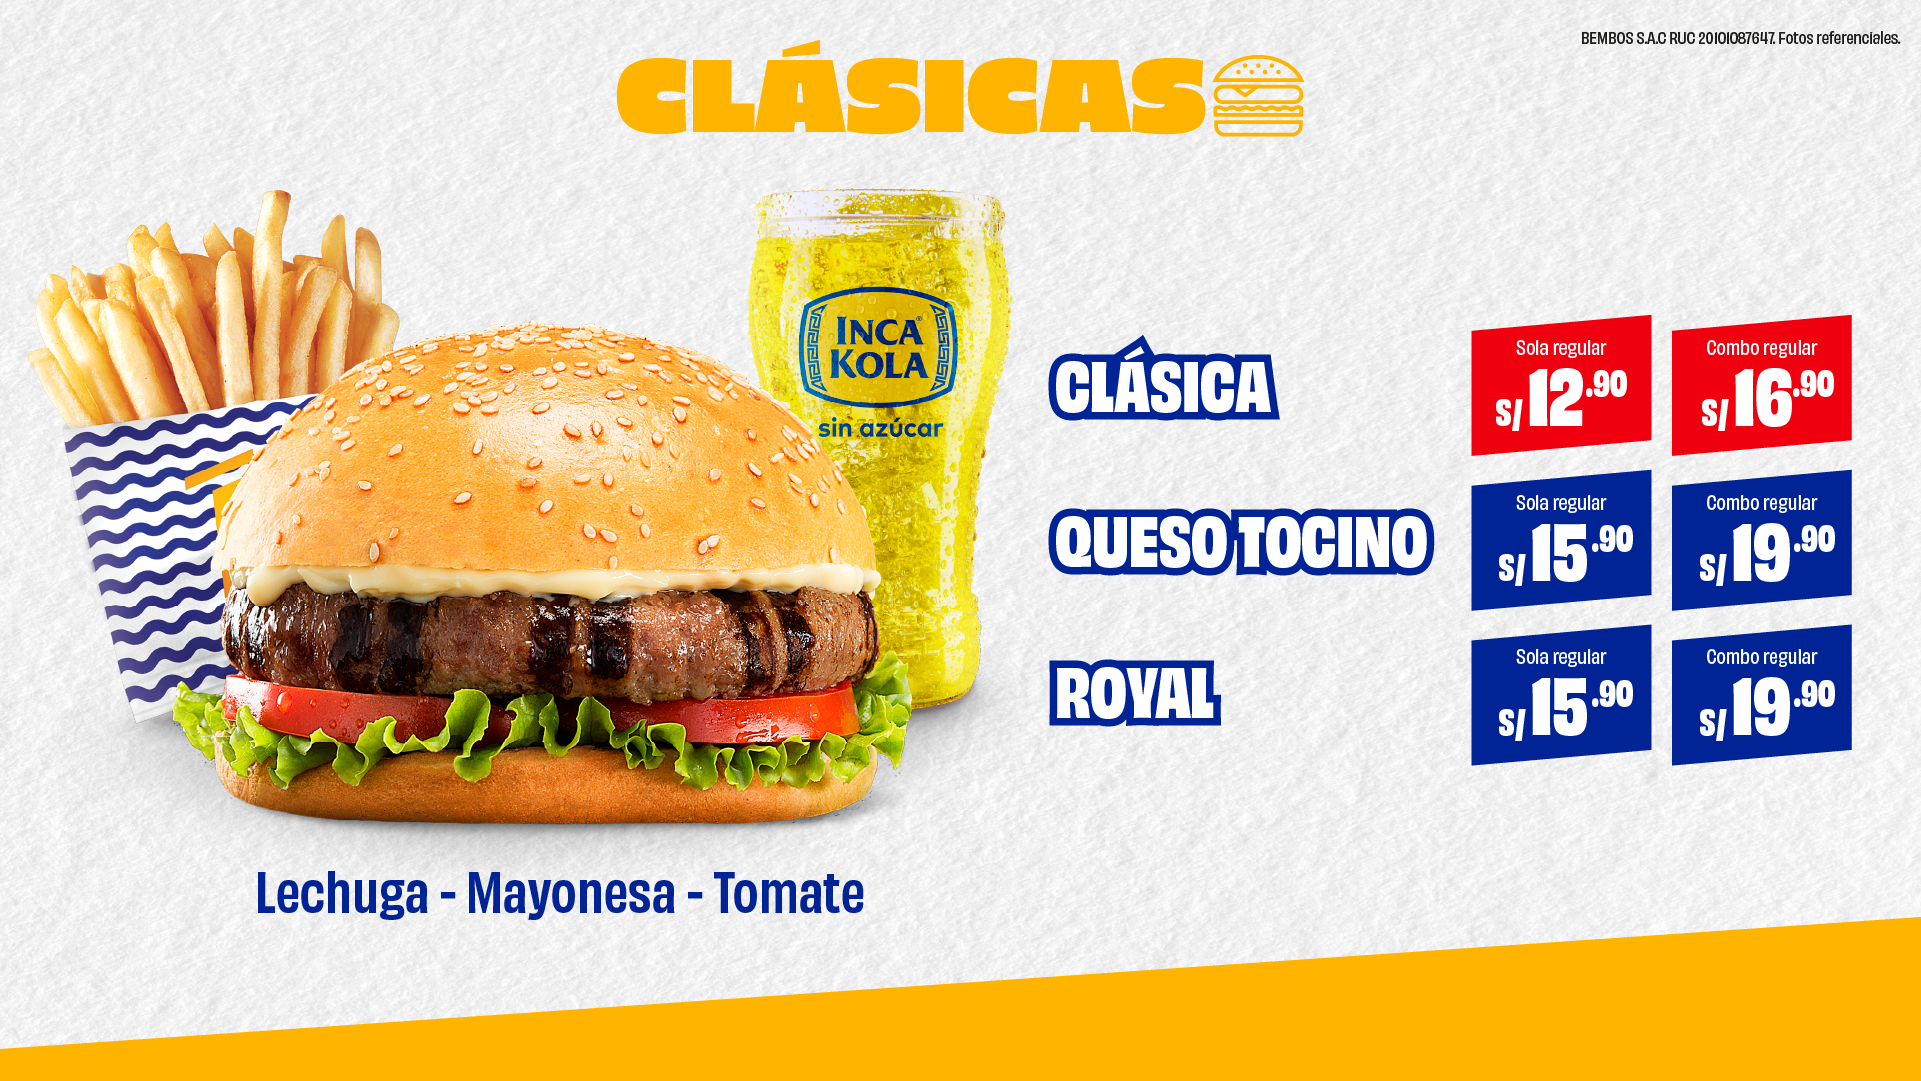 BEMBOS S.A.C RUC 20101087647. Fotos referenciales.
CLÁSICAS
INCA
KOLA®
sin azúcar
CLÁSICA
Sola regular
S/ 12.90
Combo regular
S/ 16.90
QUESO TOCINO
Sola regular
S/ 15.90
Combo regular
S/ 19.90
ROYAL
Sola regular
S/ 15.90
Combo regular
S/ 19.90
Lechuga - Mayonesa - Tomate